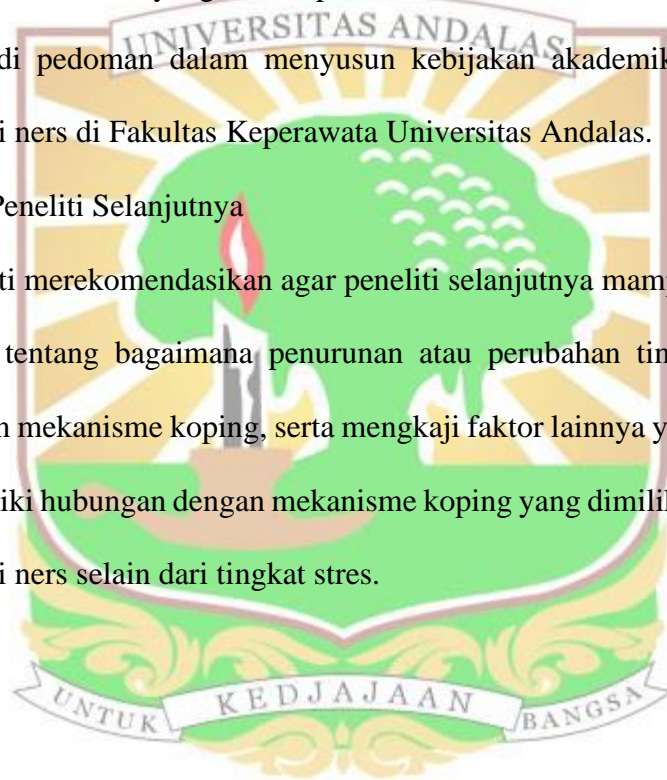 UNIVERSITAS ANDALAS
di pedoman dalam menyusun kebijakan akademik
i ners di Fakultas Keperawata Universitas Andalas.
Peneliti Selanjutnya
ti merekomendasikan agar peneliti selanjutnya mamp
tentang bagaimana penurunan atau perubahan tin
n mekanisme koping, serta mengkaji faktor lainnya y
iki hubungan dengan mekanisme koping yang dimilik
i ners selain dari tingkat stres.
UNTUK KEDJAJAAN BANGSA